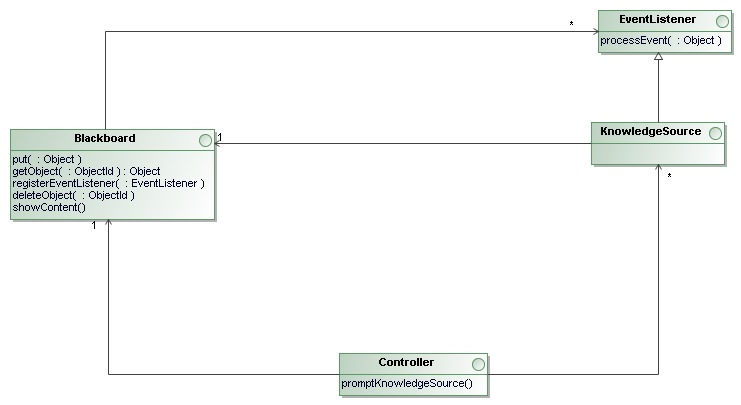 EventListener
processEvent( : Object )
*
Blackboard
put( : Object )
getObject( : ObjectId ) : Object
registerEventListener( : EventListener )
deleteObject( : ObjectId )
showContent()
1
KnowledgeSource
*
1
Controller
promptKnowledgeSource()